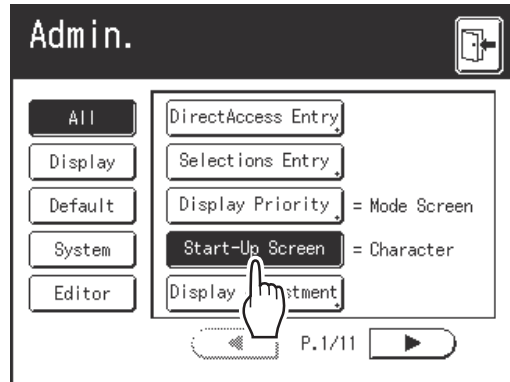 Admin.
All
DirectAccess Entry
Display
Selections Entry
Default
Display Priority = Mode Screen
System
Start-Up Screen = Character
Editor
Display
P.1/11